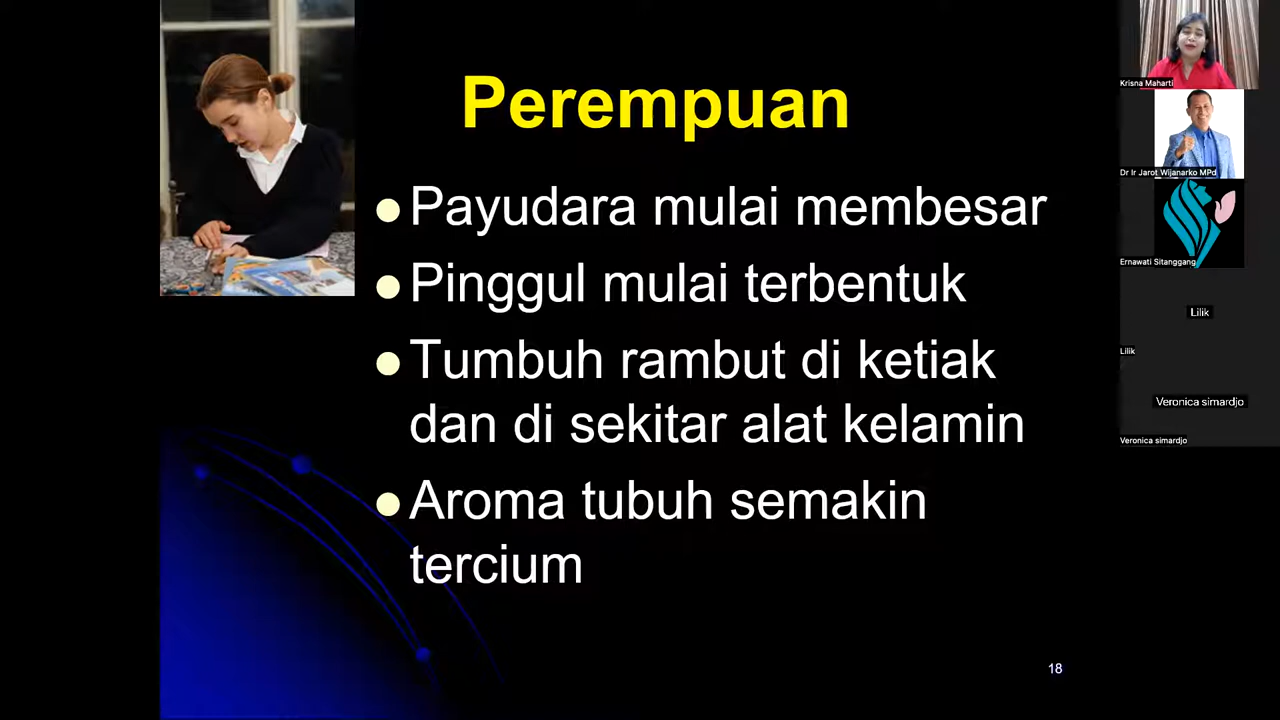 Perempuan
Payudara mulai membesar
Pinggul mulai terbentuk
Tumbuh rambut di ketiak
dan di sekitar alat kelamin
Aroma tubuh semakin
tercium
18
Krisna Maharti
Dr Ir Jarot Wijanarko MPd
Ernawati Sitanggang
Lilik
Lilik
Veronica simardjo
Veronica simardjo